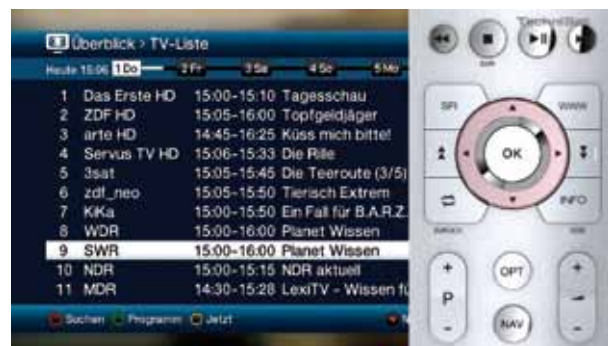 Überblick > TV-Liste
Heute 15:06 1 Do 2 Fr 3 Sa 4 So 5 Mo
1 Das Erste HD 15:00-15:10 Tagesschau
2 ZDF HD 15:05-16:00 Topfgeldjäger
3 arte HD 14:45-16:25 Küss mich bitte!
4 Servus TV HD 15:06-15:33 Die Rille
5 3sat 15:05-15:45 Die Teeroute (3/5)
6 zdf_neo 15:05-15:50 Tierisch Extrem
7 KiKa 15:00-15:50 Ein Fall für B.A.R.Z.
8 WDR 15:00-16:00 Planet Wissen
9 SWR 15:00-16:00 Planet Wissen
10 NDR 15:00-15:15 NDR aktuell
11 MDR 14:30-15:28 LexiTV - Wissen fü
Suchen Programm Jetzt
SFI WWW
OK
INFO
+ OPT +
P
- NAV -